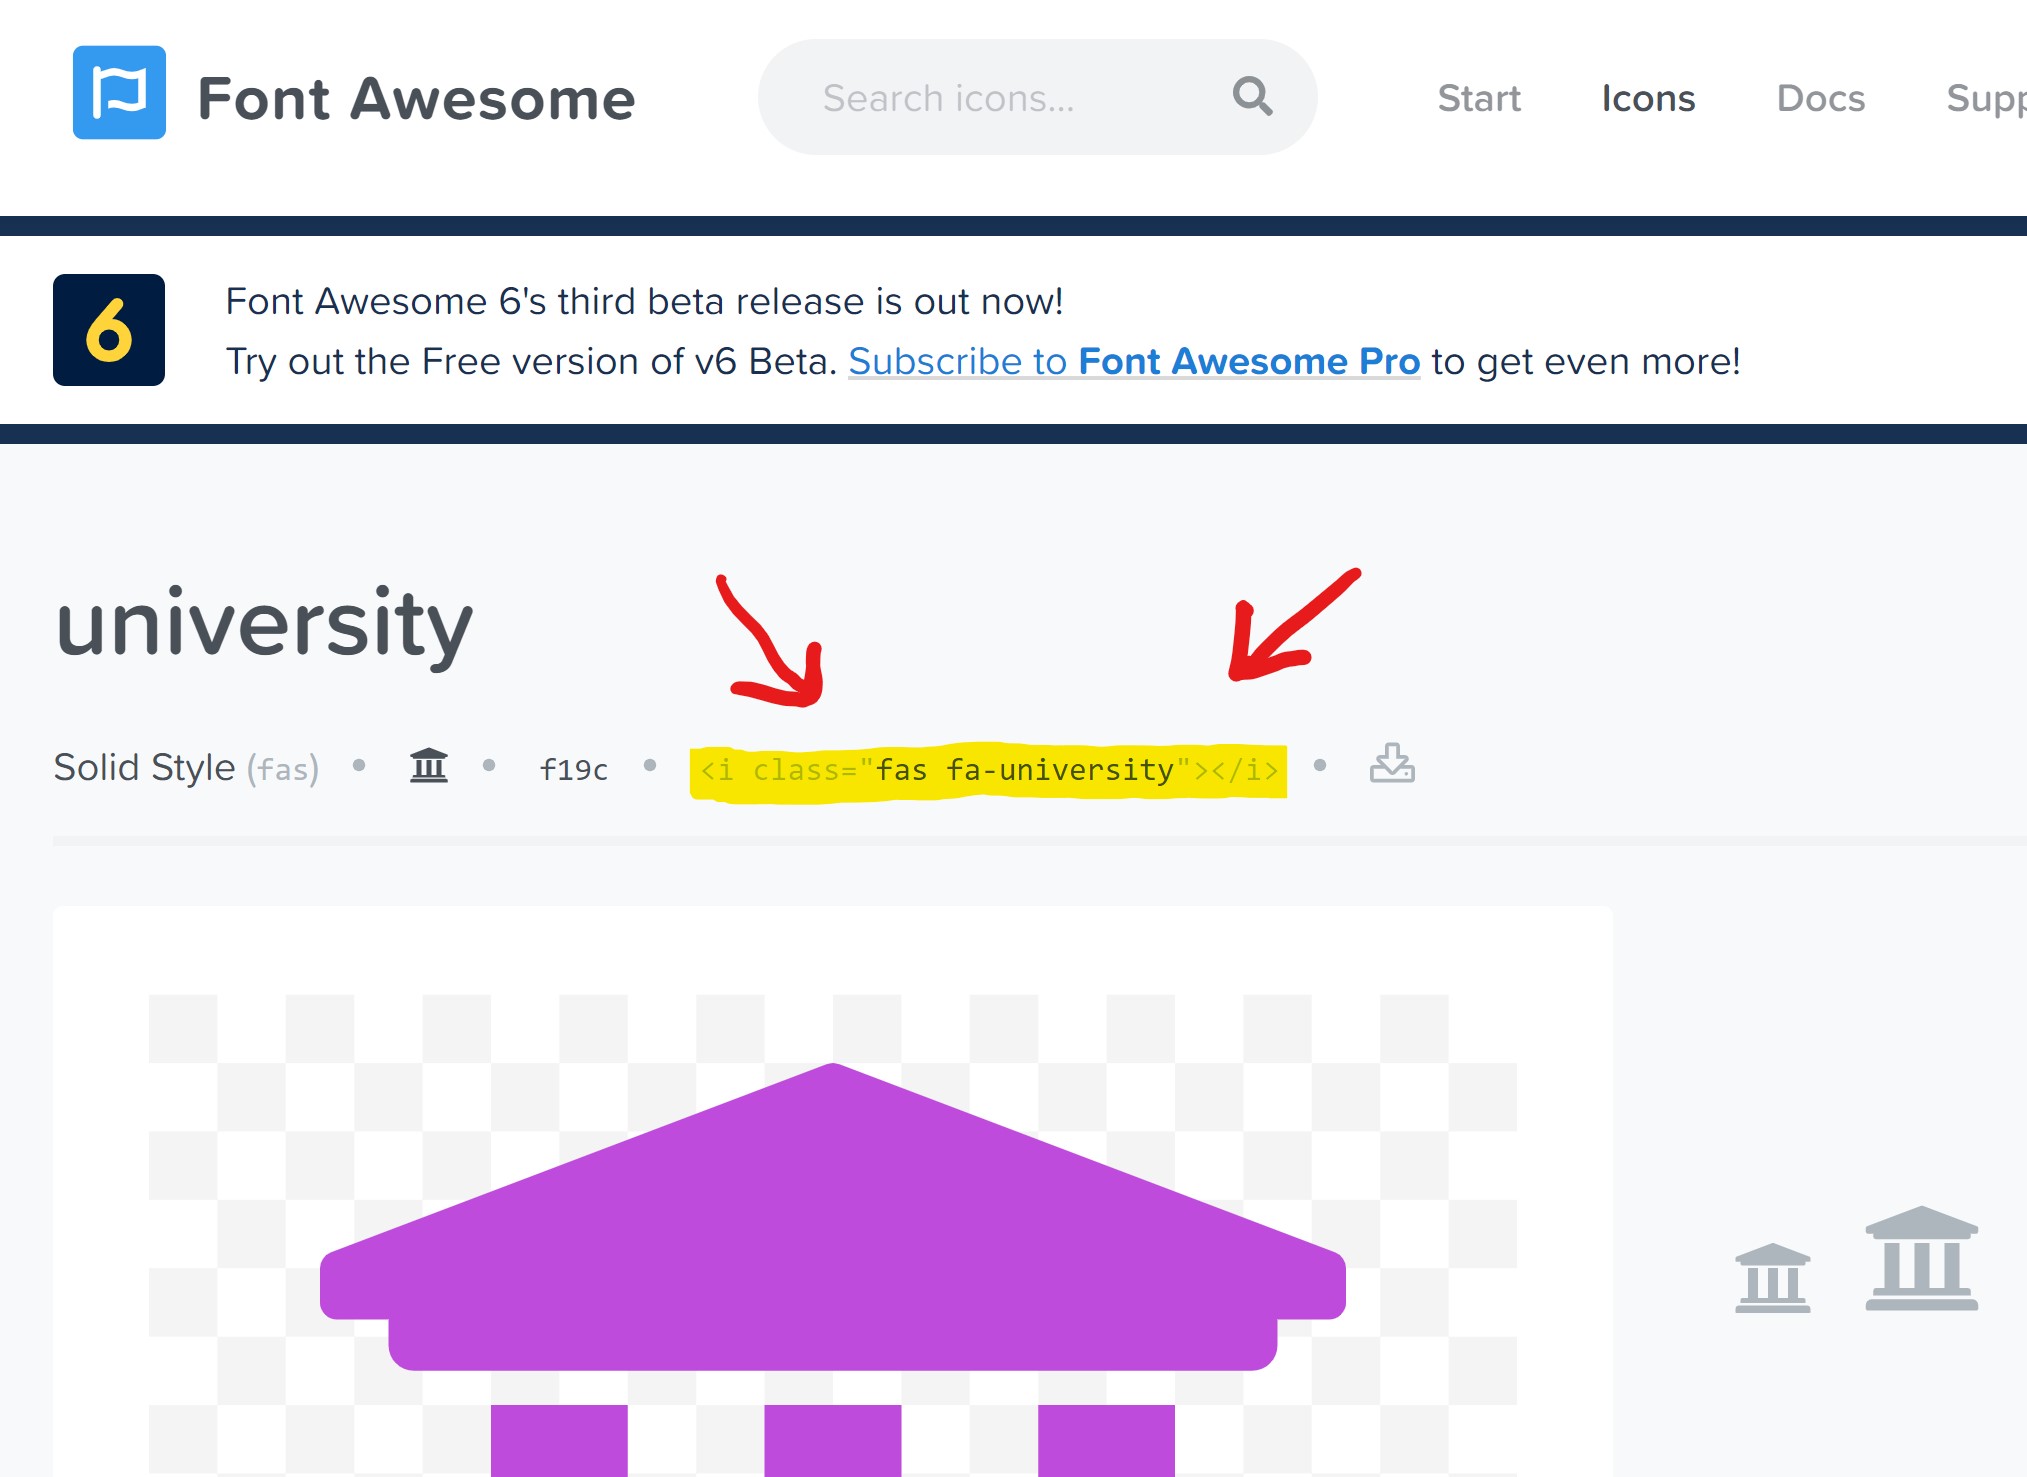 Font Awesome
Search icons...
Start Icons Docs
6
Font Awesome 6's third beta release is out now!
Try out the Free version of v6 Beta. Subscribe to Font Awesome Pro to get even more!
university
Solid Style (fas) • • f19c • <i class="fas fa-university"></i> •